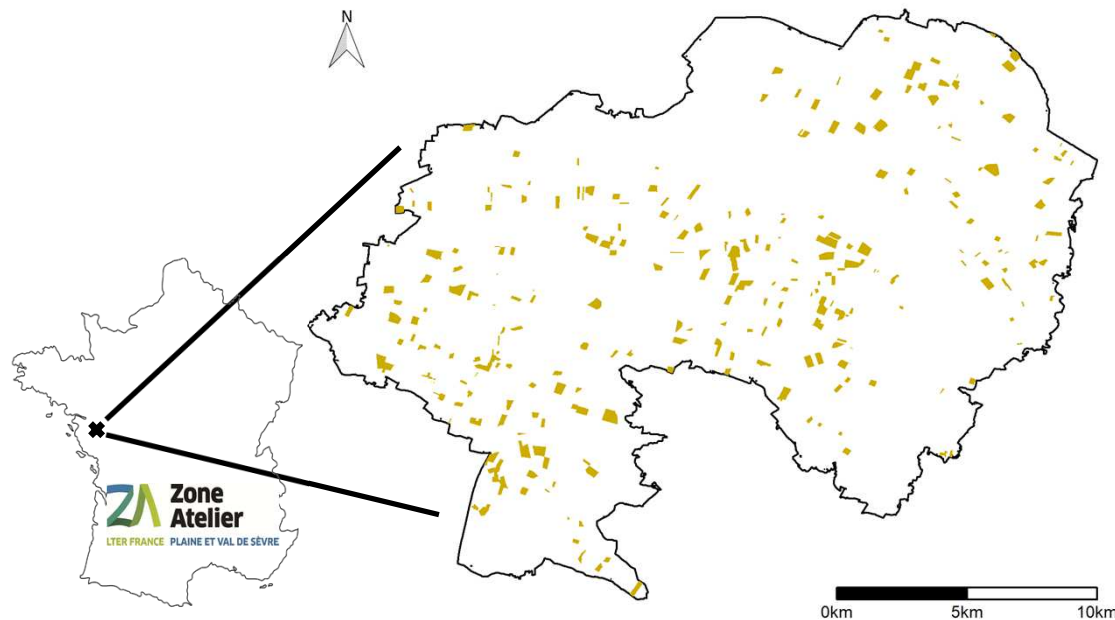 N
Zone
Atelier
LTER FRANCE PLAINE ET VAL DE SÈVRE
0km 5km 10km